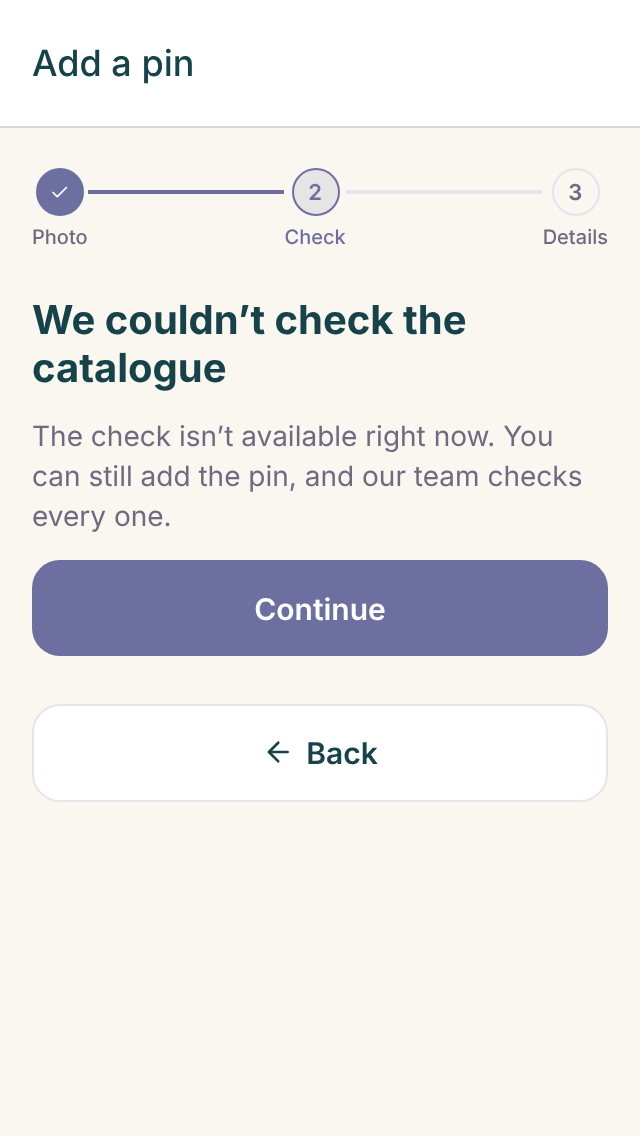 Add a pin
2
3
Photo
Check
Details
We couldn’t check the
catalogue
The check isn’t available right now. You
can still add the pin, and our team checks
every one.
Continue
Back